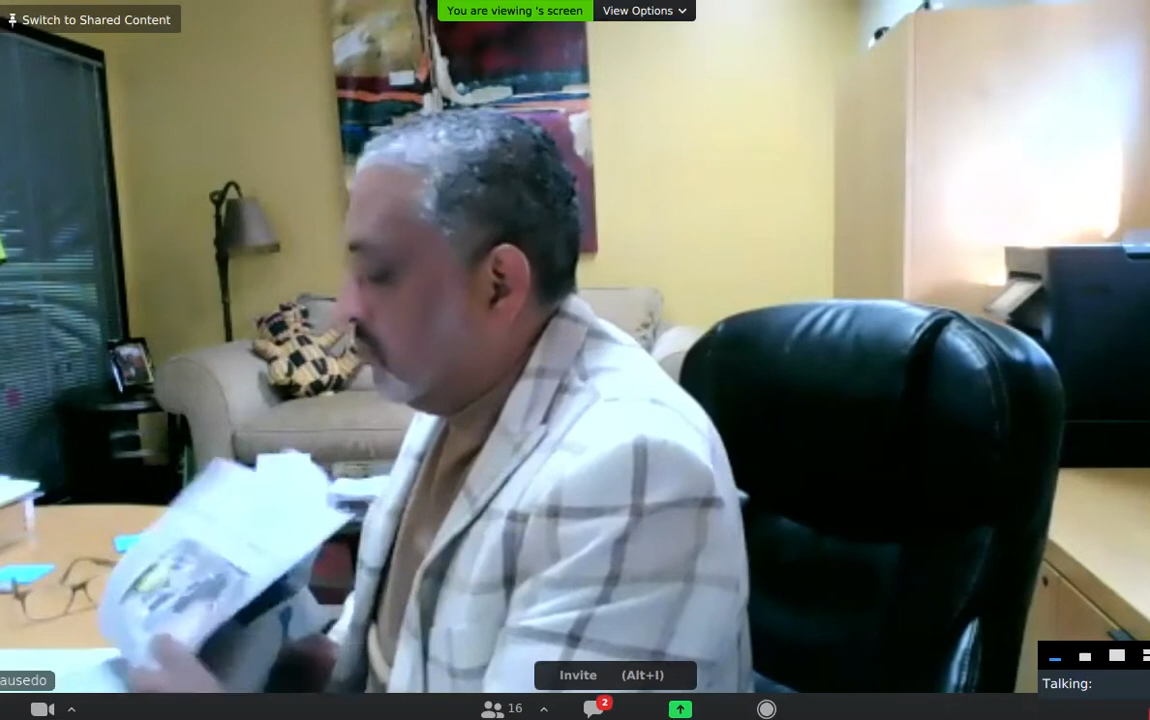 Switch to Shared Content
You are viewing 's screen
View Options
ausedo
Invite (Alt+I)
Talking:
16
2